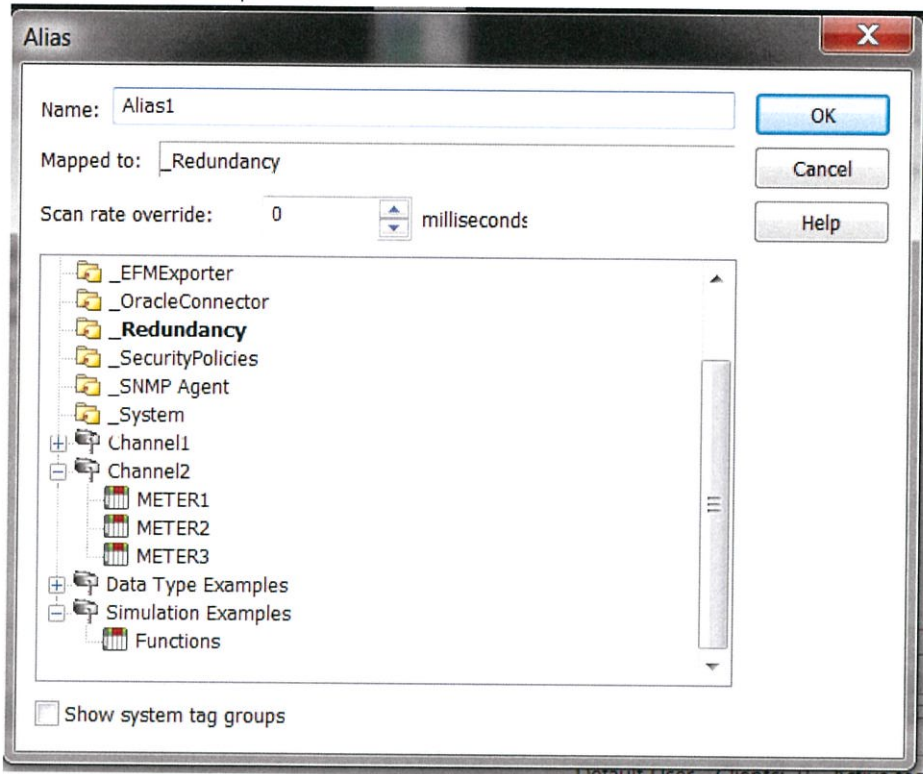 Alias
Name: Alias1
OK
Mapped to: _Redundancy
Cancel
Scan rate override: 0 milliseconds
Help
_EFMExporter
_OracleConnector
_Redundancy
_SecurityPolicies
_SNMP Agent
_System
Channel1
Channel2
METER1
METER2
METER3
Data Type Examples
Simulation Examples
Functions
Show system tag groups